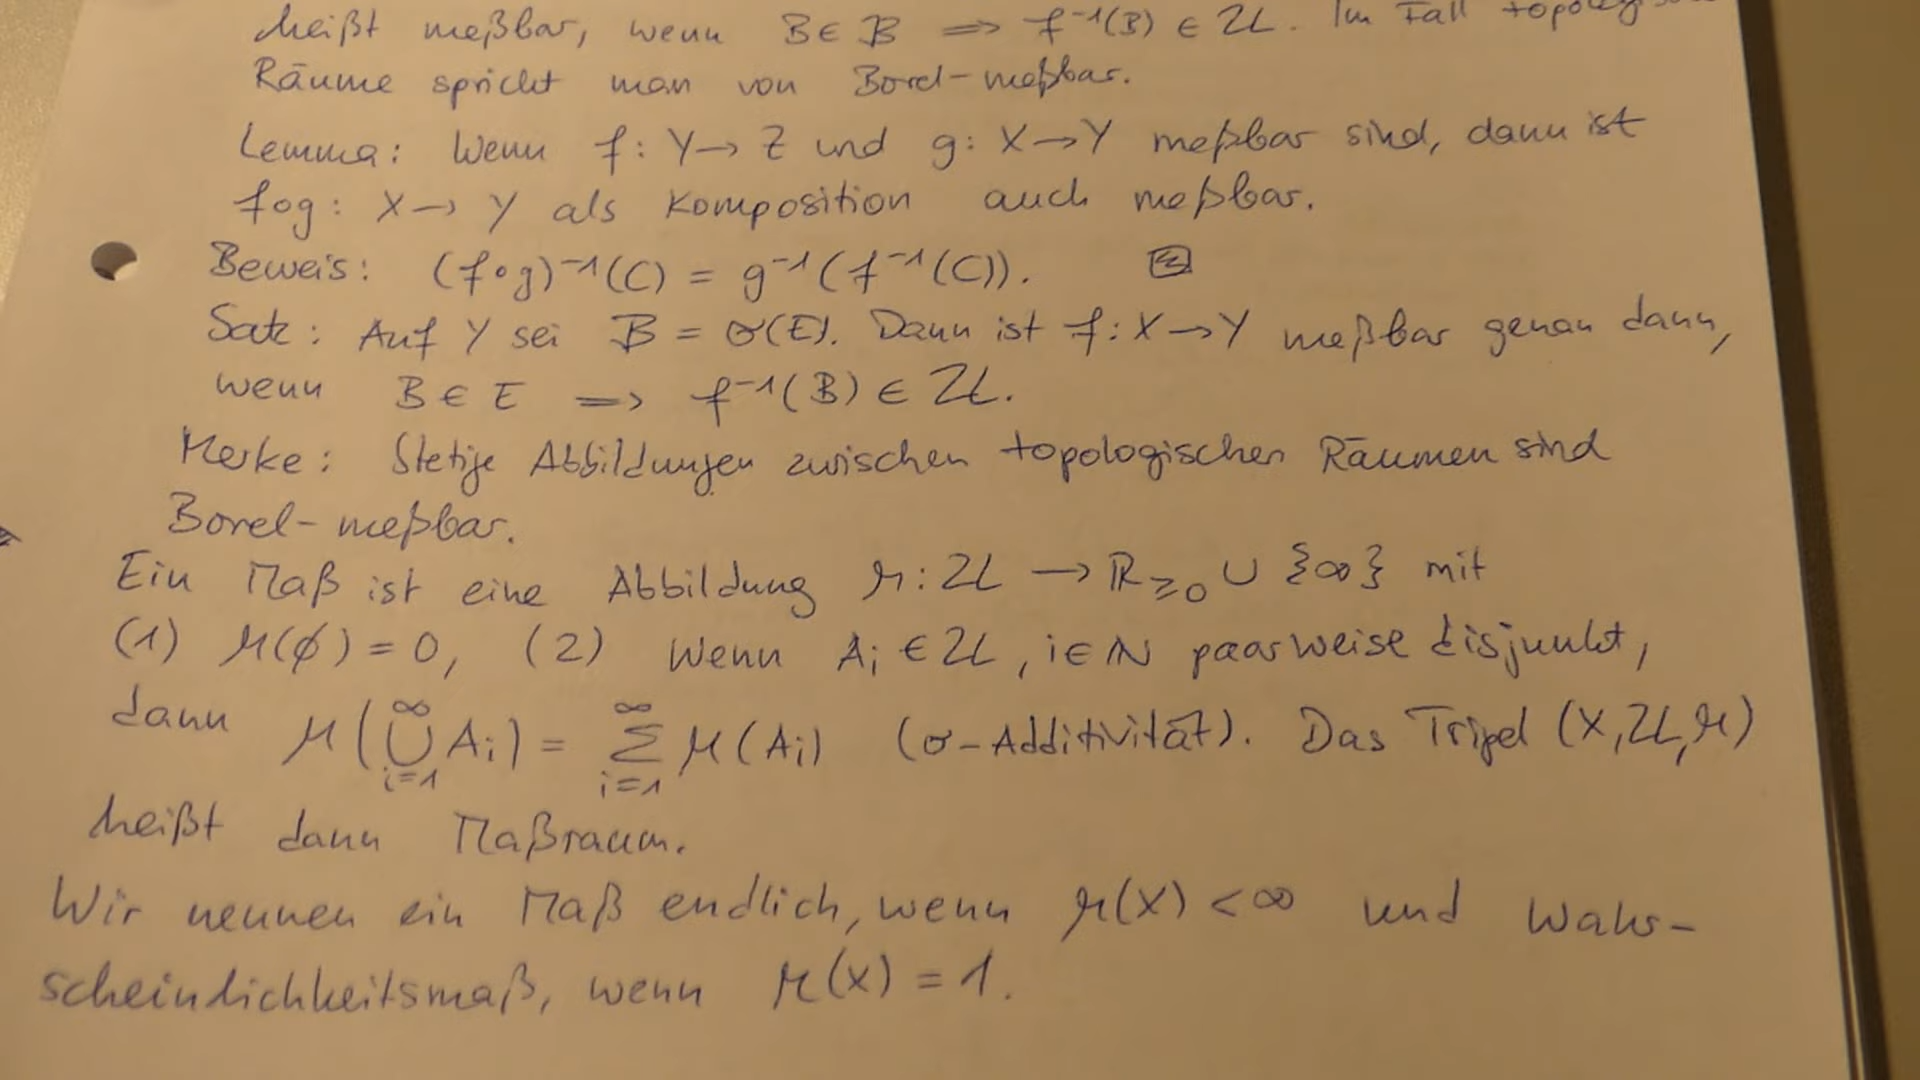 heißt meßbar, wenn B ∈ 𝓑 ⟹ f⁻¹(B) ∈ 𝔄. Im Fall
Räume spricht man von Borel-meßbar.
Lemma: Wenn f: Y → Z und g: X → Y meßbar sind, dann ist
f∘g: X → Y als Komposition auch meßbar.
Beweis: (f∘g)⁻¹(C) = g⁻¹(f⁻¹(C)).
Satz: Auf Y sei 𝓑 = σ(E). Dann ist f: X → Y meßbar genau dann,
wenn B ∈ E ⟹ f⁻¹(B) ∈ 𝔄.
Merke: Stetige Abbildungen zwischen topologischen Räumen sind
Borel-meßbar.
Ein Maß ist eine Abbildung μ: 𝔄 → ℝ≥0 ∪ {∞} mit
(1) μ(∅) = 0, (2) Wenn Aᵢ ∈ 𝔄, i ∈ ℕ paarweise disjunkt,
dann μ(⋃_{i=1}^{∞} Aᵢ) = ∑_{i=1}^{∞} μ(Aᵢ) (σ-Additivität). Das Tripel (X, 𝔄, μ)
heißt dann Maßraum.
Wir nennen ein Maß endlich, wenn μ(X) < ∞ und Wahr-
scheinlichkeitsmaß, wenn μ(X) = 1.